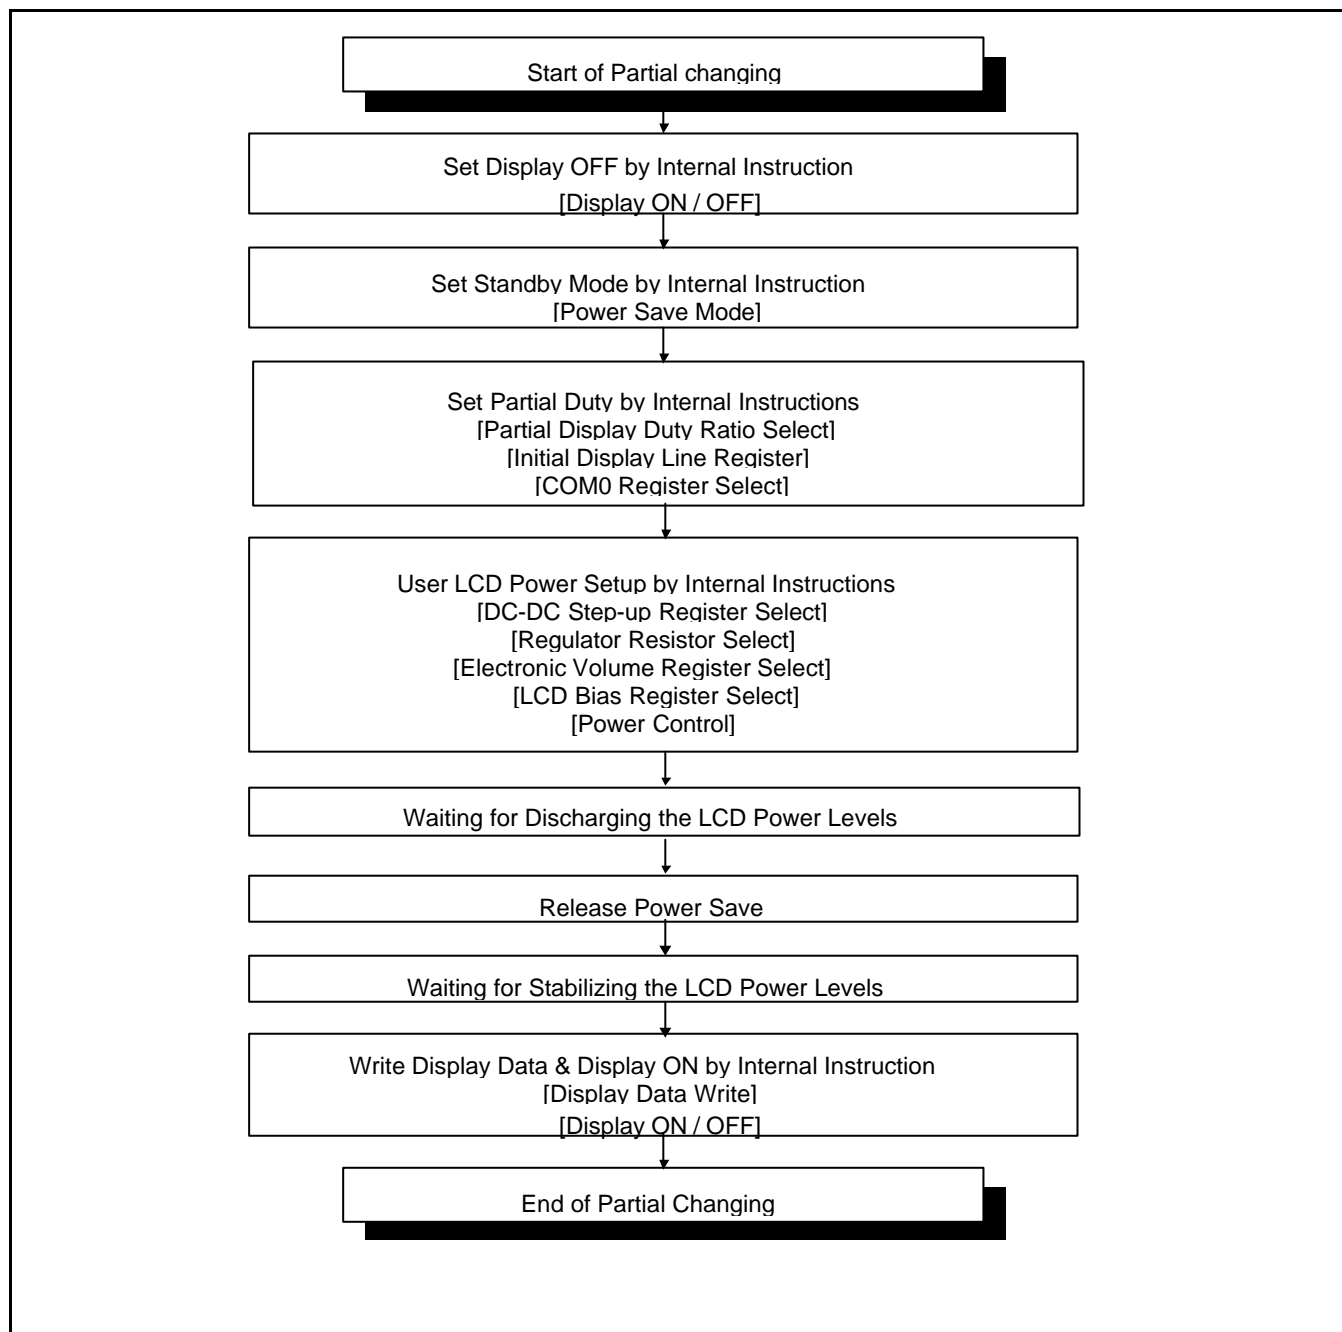 Start of Partial changing
Set Display OFF by Internal Instruction
[Display ON / OFF]
Set Standby Mode by Internal Instruction
[Power Save Mode]
Set Partial Duty by Internal Instructions
[Partial Display Duty Ratio Select]
[Initial Display Line Register]
[COM0 Register Select]
User LCD Power Setup by Internal Instructions
[DC-DC Step-up Register Select]
[Regulator Resistor Select]
[Electronic Volume Register Select]
[LCD Bias Register Select]
[Power Control]
Waiting for Discharging the LCD Power Levels
Release Power Save
Waiting for Stabilizing the LCD Power Levels
Write Display Data & Display ON by Internal Instruction
[Display Data Write]
[Display ON / OFF]
End of Partial Changing